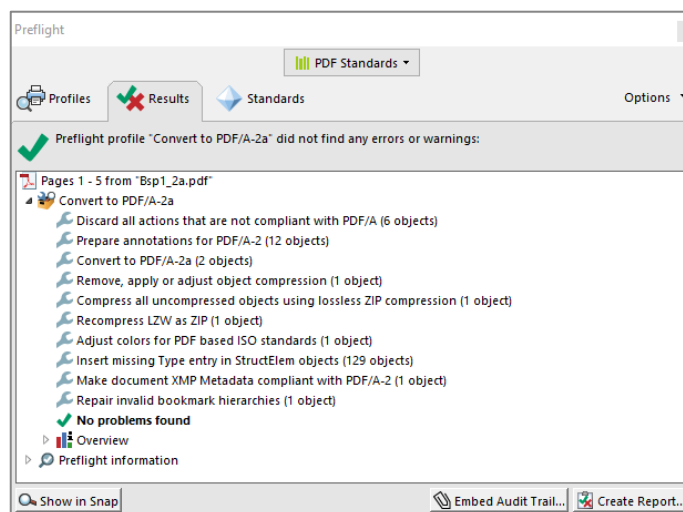 Preflight
PDF Standards
Profiles
Results
Standards
Options
Preflight profile "Convert to PDF/A-2a" did not find any errors or warnings:
Pages 1 - 5 from "Bsp1_2a.pdf"
Convert to PDF/A-2a
Discard all actions that are not compliant with PDF/A (6 objects)
Prepare annotations for PDF/A-2 (12 objects)
Convert to PDF/A-2a (2 objects)
Remove, apply or adjust object compression (1 object)
Compress all uncompressed objects using lossless ZIP compression (1 object)
Recompress LZW as ZIP (1 object)
Adjust colors for PDF based ISO standards (1 object)
Insert missing Type entry in StructElem objects (129 objects)
Make document XMP Metadata compliant with PDF/A-2 (1 object)
Repair invalid bookmark hierarchies (1 object)
No problems found
Overview
Preflight information
Show in Snap
Embed Audit Trail...
Create Report...